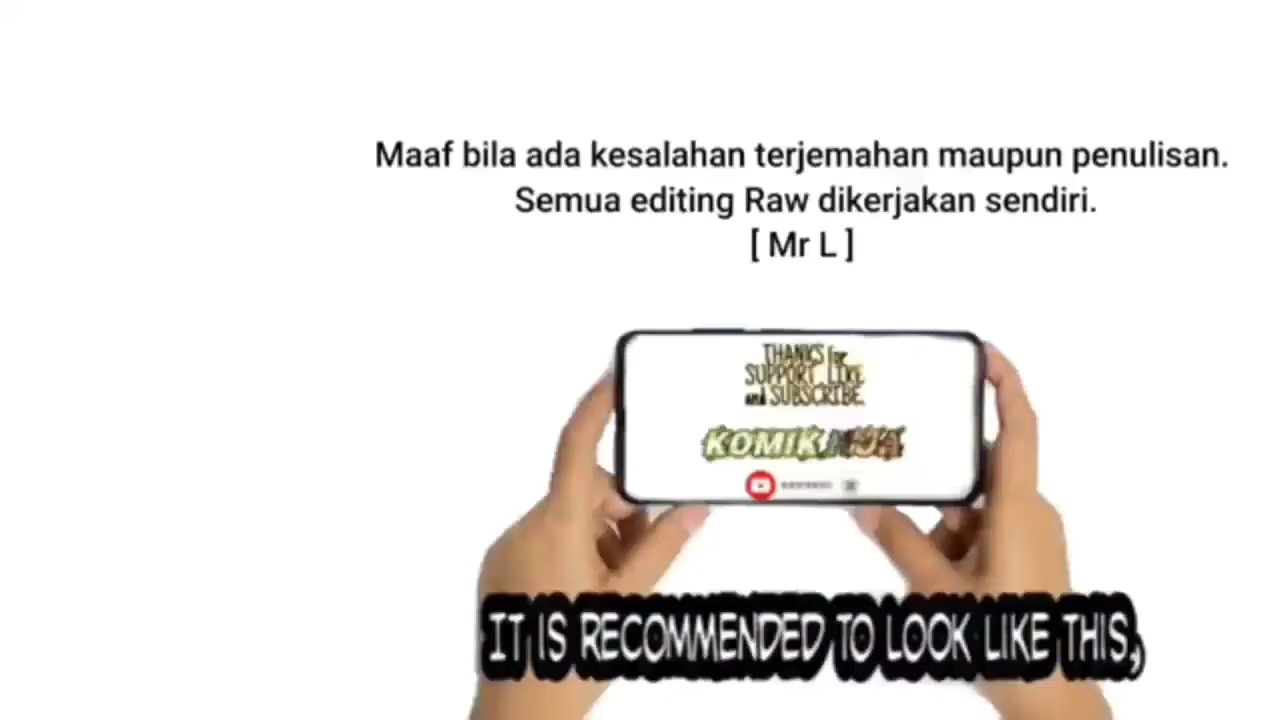 Maaf bila ada kesalahan terjemahan maupun penulisan.
Semua editing Raw dikerjakan sendiri.
[ Mr L ]
THANKS for
SUPPORT LIKE
and SUBSCRIBE.
KOMIK
IT IS RECOMMENDED TO LOOK LIKE THIS,